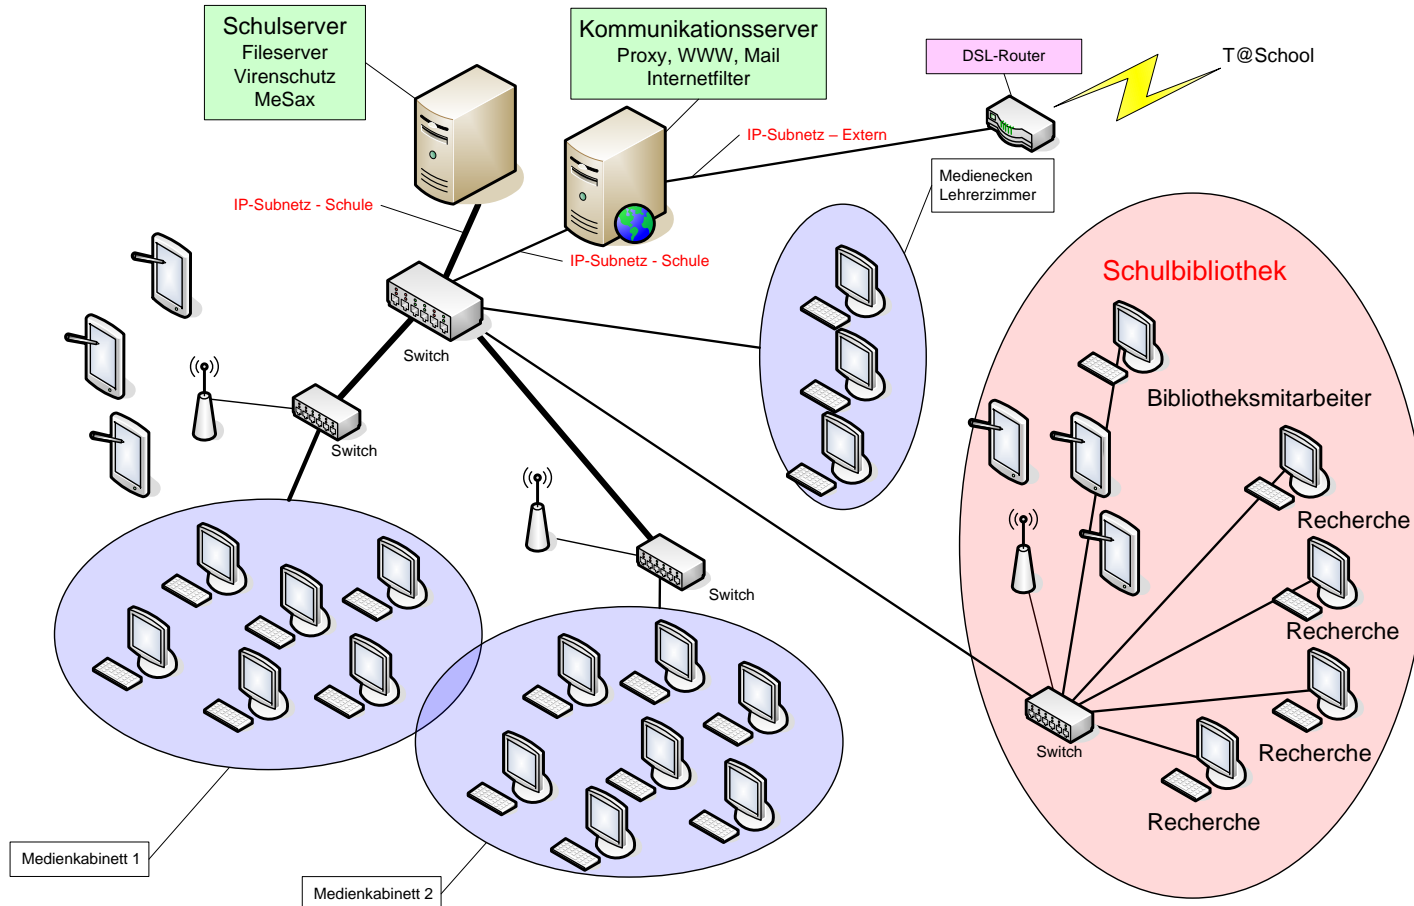 Schulserver
Fileserver
Virenschutz
MeSax
Kommunikationsserver
Proxy, WWW, Mail
Internetfilter
DSL-Router
T@School
IP-Subnetz – Extern
Medienecken
Lehrerzimmer
IP-Subnetz - Schule
IP-Subnetz - Schule
Schulbibliothek
Switch
Bibliotheksmitarbeiter
Switch
Recherche
Switch
Recherche
Switch
Recherche
Recherche
Medienkabinett 1
Medienkabinett 2